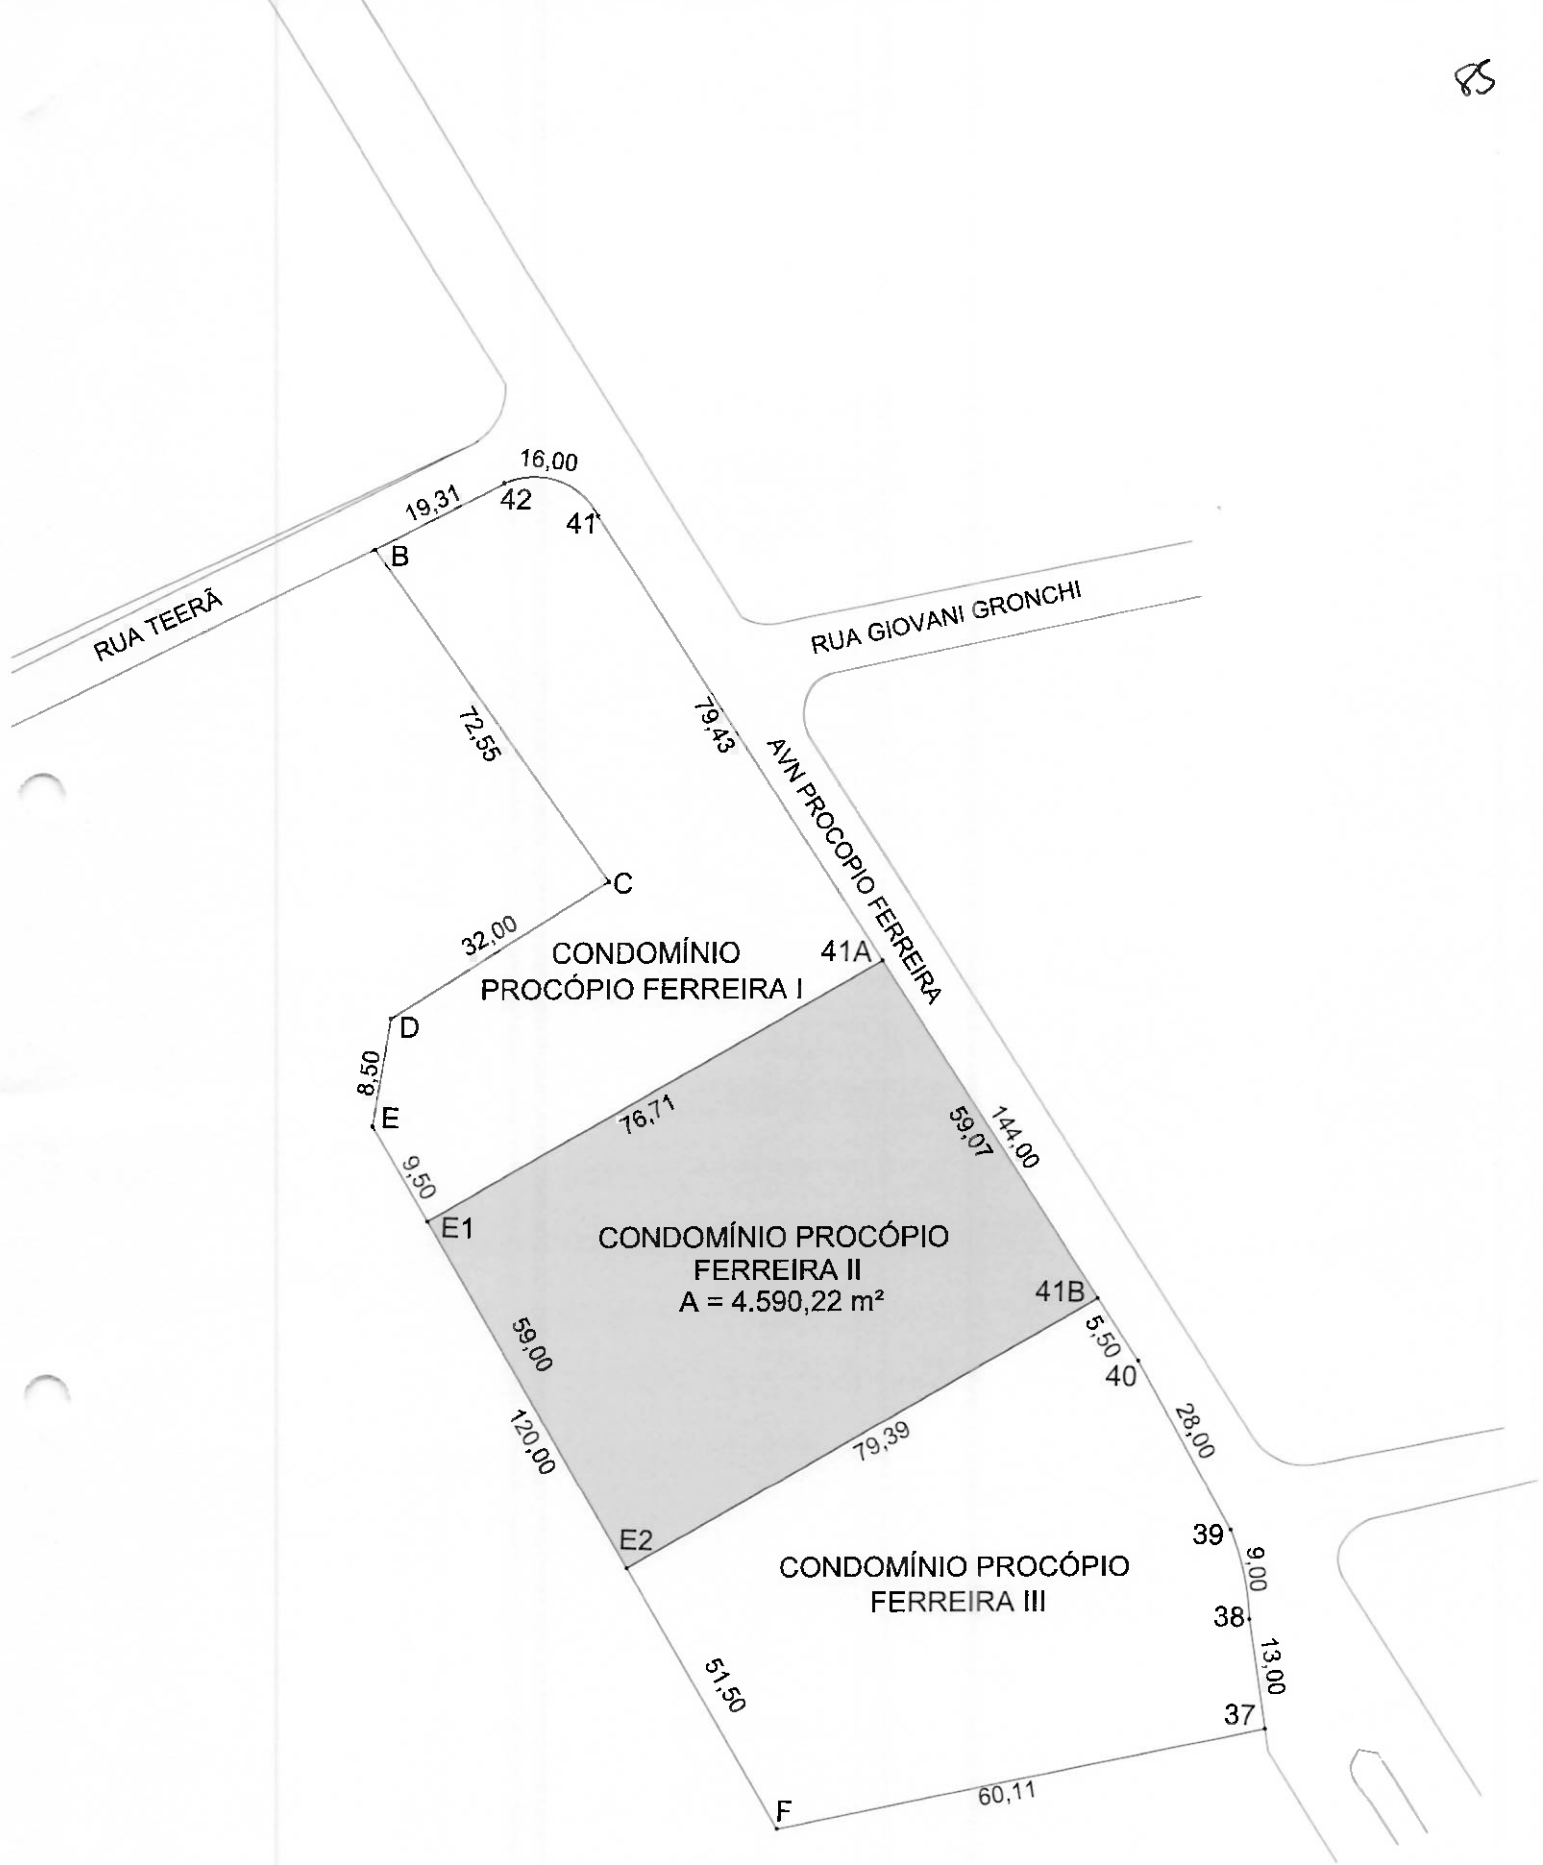 85
16,00
19,31
42
41
B
RUA TEERÃ
RUA GIOVANI GRONCHI
72,55
79,43
AVN PROCOPIO FERREIRA
C
32,00
CONDOMÍNIO
PROCÓPIO FERREIRA I
41A
D
8,50
E
76,71
59,07
144,00
9,50
E1
CONDOMÍNIO PROCÓPIO
FERREIRA II
A = 4.590,22 m²
41B
5,50
40
59,00
120,00
79,39
28,00
E2
39
9,00
CONDOMÍNIO PROCÓPIO
FERREIRA III
38
13,00
51,50
37
60,11
F